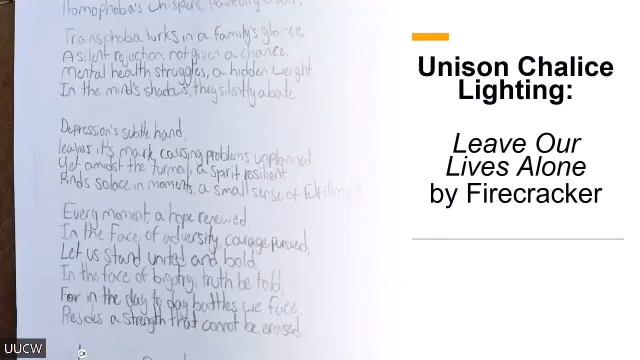 Homophobia's whispers,
Transphobia lurks in a family's glance,
A silent rejection, not given a chance,
Mental health struggles, a hidden weight.
In the mind's shadows, they silently abate
Depression's subtle hand,
leaves it's mark, causing problems unplanned,
Yet amidst the turmoil, a spirit resilient
Finds solace in moments, a small sense of fulfillment
Every moment a hope renewed
In the face of adversity, courage pursued,
Let us stand united and bold,
In the face of bigotry, truth be told,
For in the day to day battles we face,
Resides a strength that cannot be erased
Unison Chalice
Lighting:
Leave Our
Lives Alone
by Firecracker
UUCW